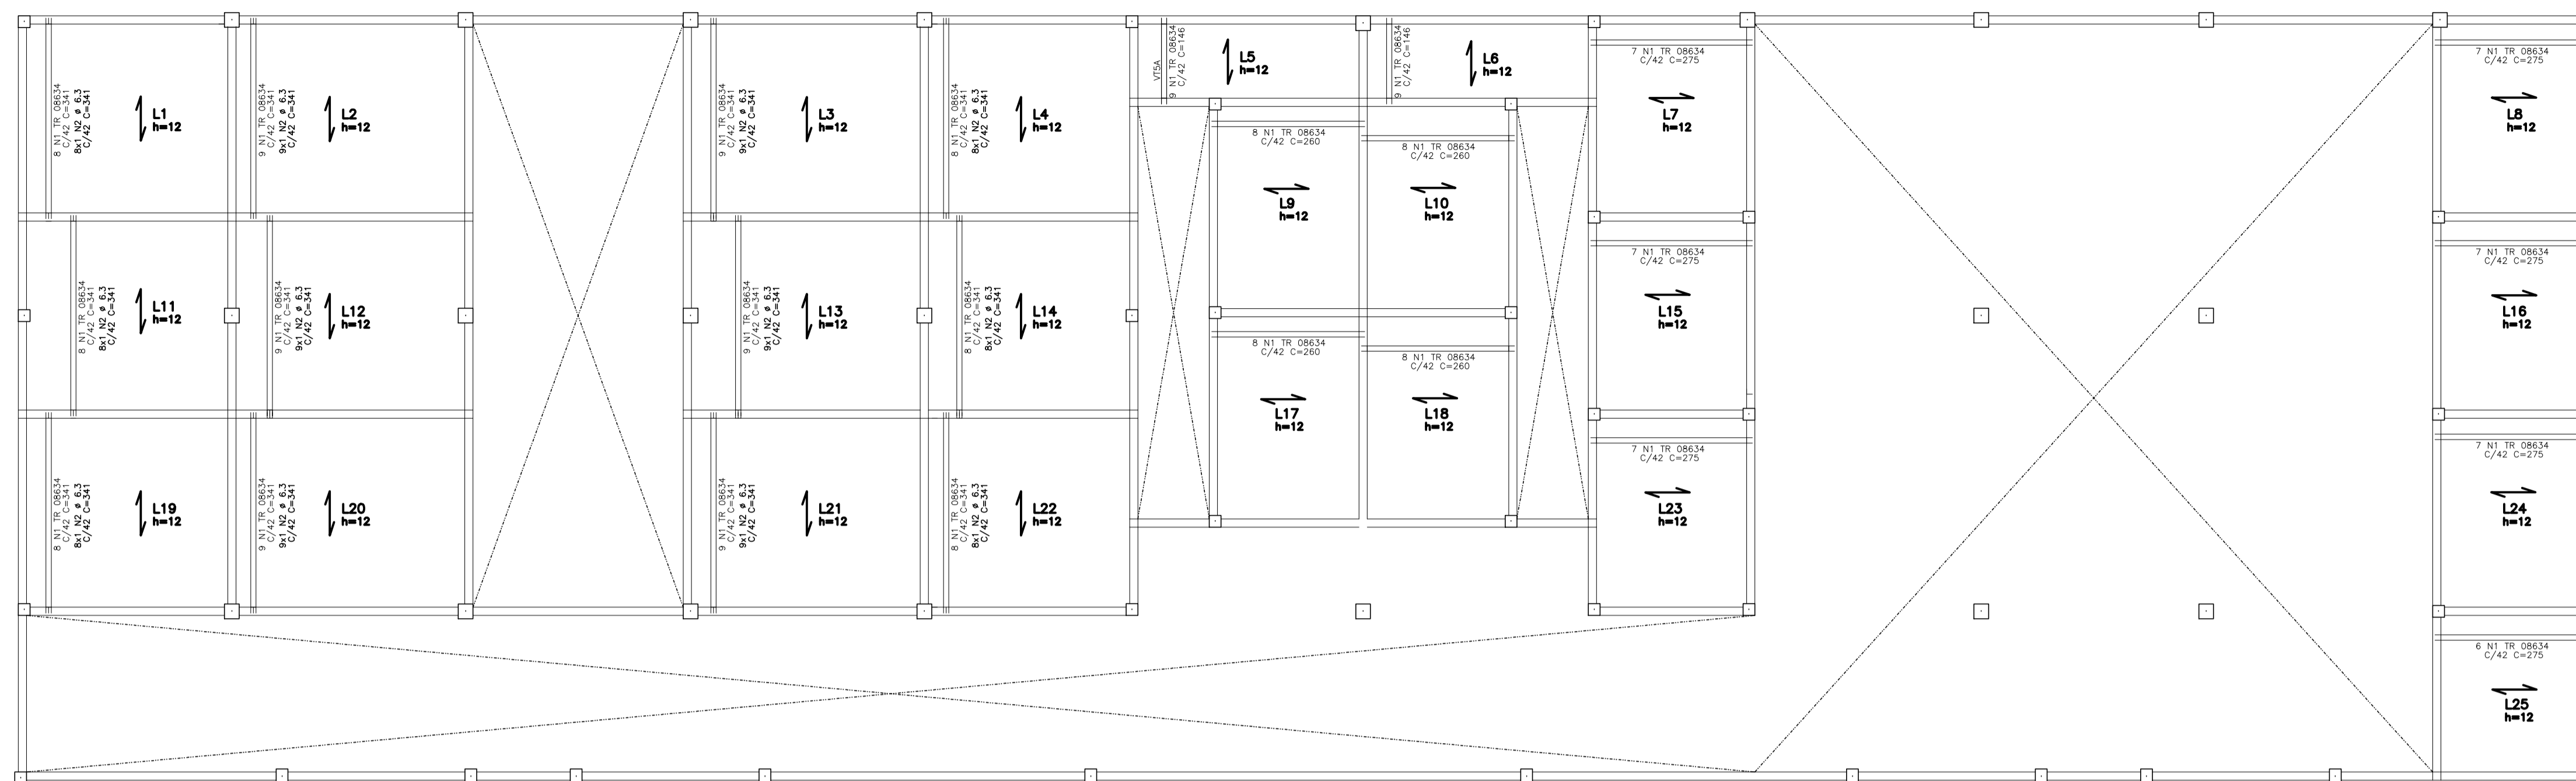 8 N1 TR 08634
C/42 C=341
8x1 N2 ø 6.3
C/42 C=341
L1
h=12
9 N1 TR 08634
C/42 C=341
9x1 N2 ø 6.3
C/42 C=341
L2
h=12
9 N1 TR 08634
C/42 C=341
9x1 N2 ø 6.3
C/42 C=341
L3
h=12
8 N1 TR 08634
C/42 C=341
8x1 N2 ø 6.3
C/42 C=341
L4
h=12
VT5A
9 N1 TR 08634
C/42 C=146
L5
h=12
9 N1 TR 08634
C/42 C=146
L6
h=12
7 N1 TR 08634
C/42 C=275
L7
h=12
7 N1 TR 08634
C/42 C=275
L8
h=12
8 N1 TR 08634
C/42 C=260
L9
h=12
8 N1 TR 08634
C/42 C=260
L10
h=12
8 N1 TR 08634
C/42 C=341
8x1 N2 ø 6.3
C/42 C=341
L11
h=12
9 N1 TR 08634
C/42 C=341
9x1 N2 ø 6.3
C/42 C=341
L12
h=12
9 N1 TR 08634
C/42 C=341
9x1 N2 ø 6.3
C/42 C=341
L13
h=12
8 N1 TR 08634
C/42 C=341
8x1 N2 ø 6.3
C/42 C=341
L14
h=12
7 N1 TR 08634
C/42 C=275
L15
h=12
7 N1 TR 08634
C/42 C=275
L16
h=12
8 N1 TR 08634
C/42 C=260
L17
h=12
8 N1 TR 08634
C/42 C=260
L18
h=12
8 N1 TR 08634
C/42 C=341
8x1 N2 ø 6.3
C/42 C=341
L19
h=12
9 N1 TR 08634
C/42 C=341
9x1 N2 ø 6.3
C/42 C=341
L20
h=12
9 N1 TR 08634
C/42 C=341
9x1 N2 ø 6.3
C/42 C=341
L21
h=12
8 N1 TR 08634
C/42 C=341
8x1 N2 ø 6.3
C/42 C=341
L22
h=12
7 N1 TR 08634
C/42 C=275
L23
h=12
7 N1 TR 08634
C/42 C=275
L24
h=12
6 N1 TR 08634
C/42 C=275
L25
h=12